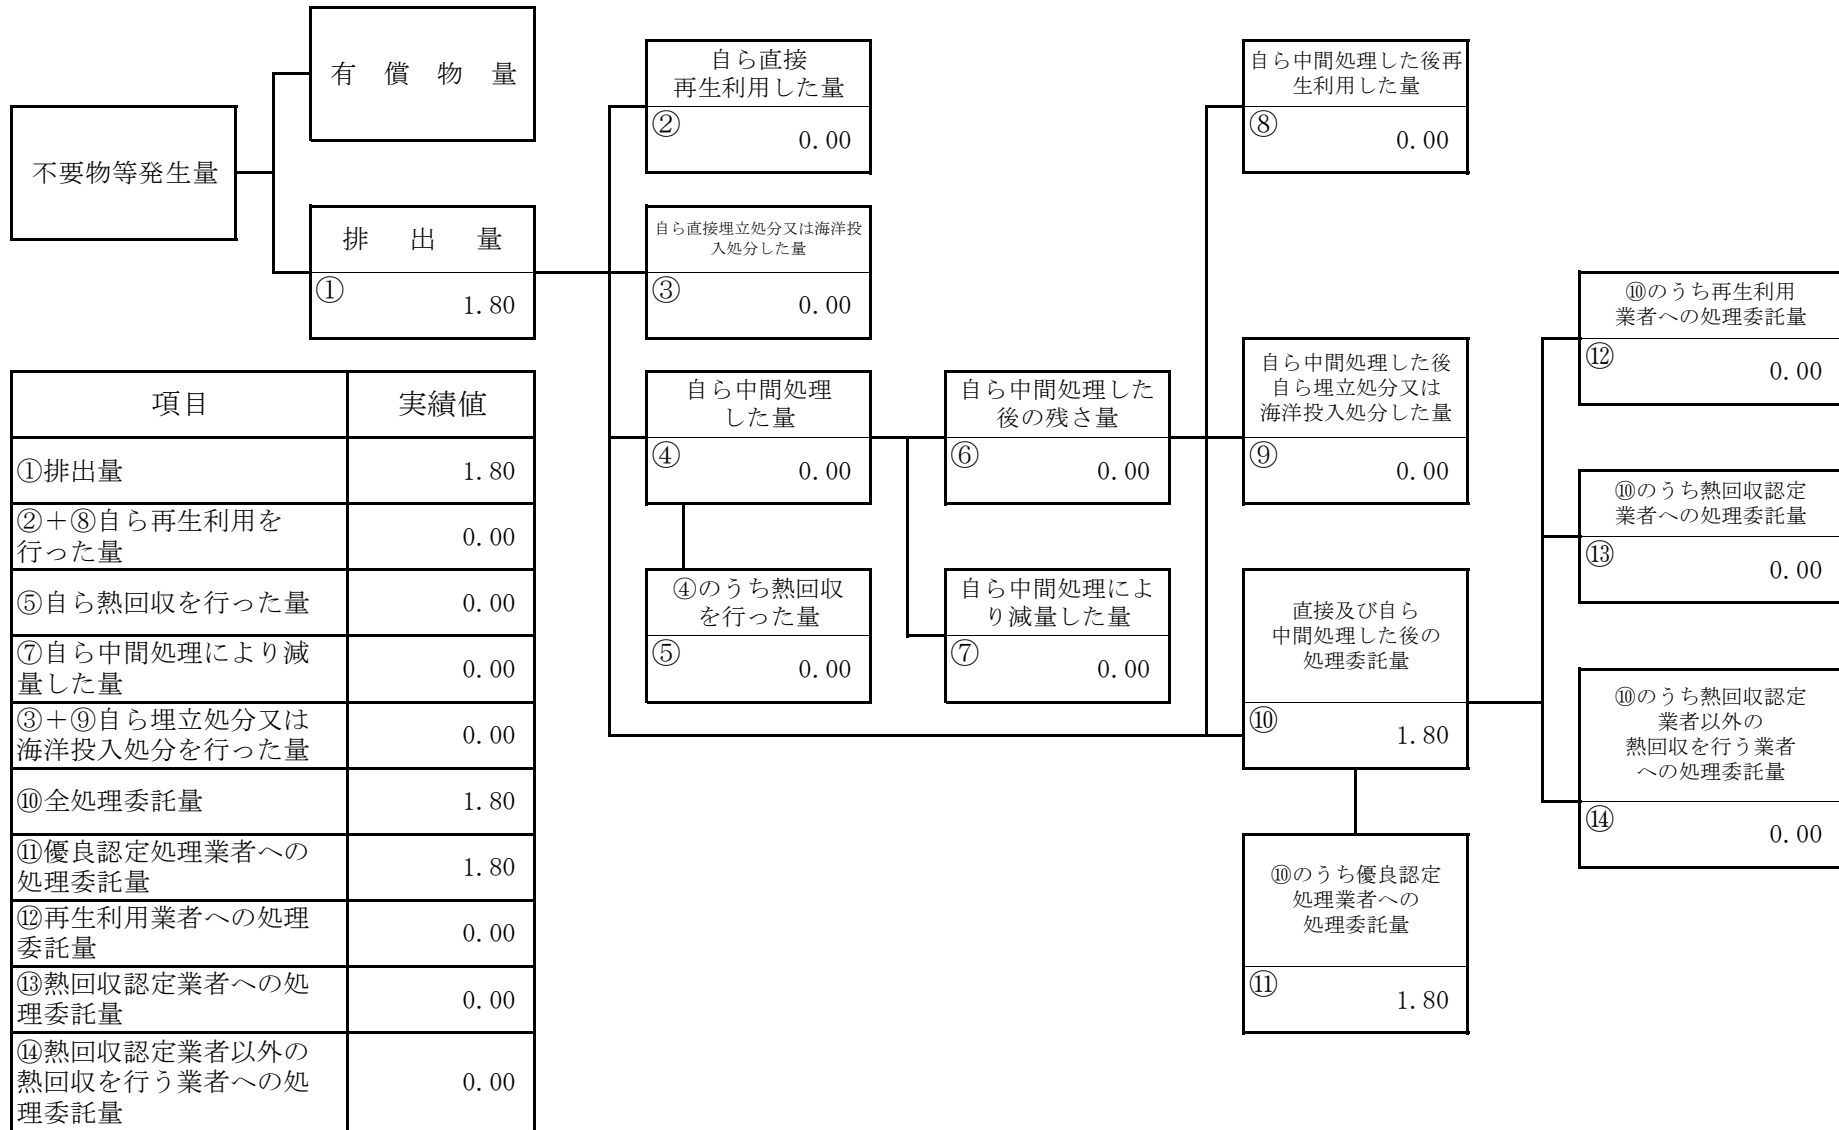 有償物量
不要物等発生量
排出量
①
1.80
自ら直接
再生利用した量
②
0.00
自ら直接埋立処分又は海洋投
入処分した量
③
0.00
自ら中間処理
した量
④
0.00
④のうち熱回収
を行った量
⑤
0.00
自ら中間処理した
後の残さ量
⑥
0.00
自ら中間処理によ
り減量した量
⑦
0.00
自ら中間処理した後再
生利用した量
⑧
0.00
自ら中間処理した後
自ら埋立処分又は
海洋投入処分した量
⑨
0.00
直接及び自ら
中間処理した後の
処理委託量
⑩
1.80
⑩のうち優良認定
処理業者への
処理委託量
⑪
1.80
⑩のうち再生利用
業者への処理委託量
⑫
0.00
⑩のうち熱回収認定
業者への処理委託量
⑬
0.00
⑩のうち熱回収認定
業者以外の
熱回収を行う業者
への処理委託量
⑭
0.00
項目 実績値
①排出量 1.80
②＋⑧自ら再生利用を
行った量 0.00
⑤自ら熱回収を行った量 0.00
⑦自ら中間処理により減
量した量 0.00
③＋⑨自ら埋立処分又は
海洋投入処分を行った量 0.00
⑩全処理委託量 1.80
⑪優良認定処理業者への
処理委託量 1.80
⑫再生利用業者への処理
委託量 0.00
⑬熱回収認定業者への処
理委託量 0.00
⑭熱回収認定業者以外の
熱回収を行う業者への処 0.00
理委託量